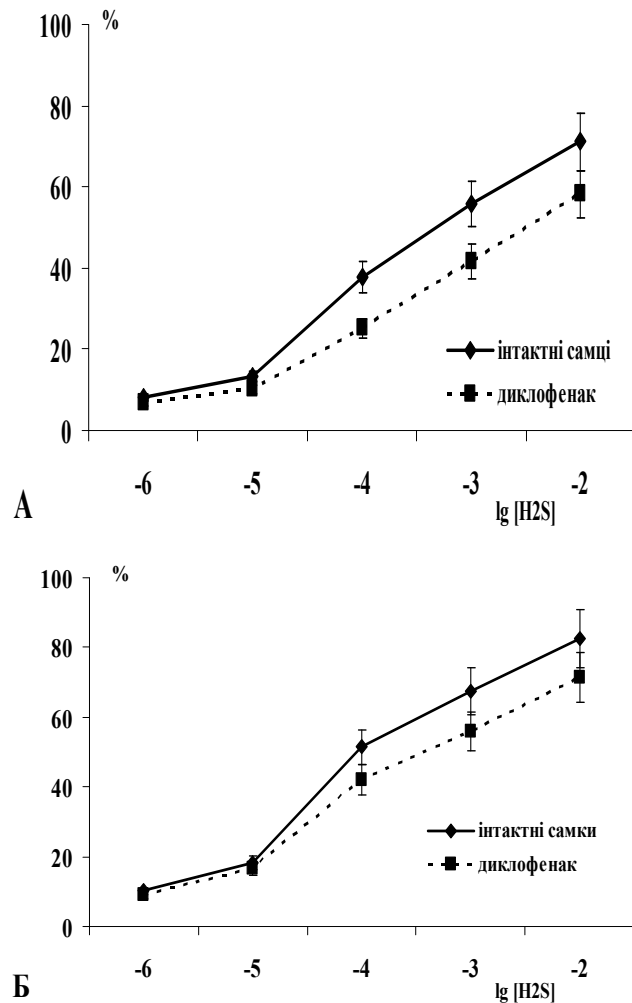 %
100
80
60
40
20
0
інтактні самці
диклофенак
-6 -5 -4 -3 -2
А
lg [H2S]
%
100
80
60
40
20
0
інтактні самки
диклофенак
-6 -5 -4 -3 -2
Б
lg [H2S]